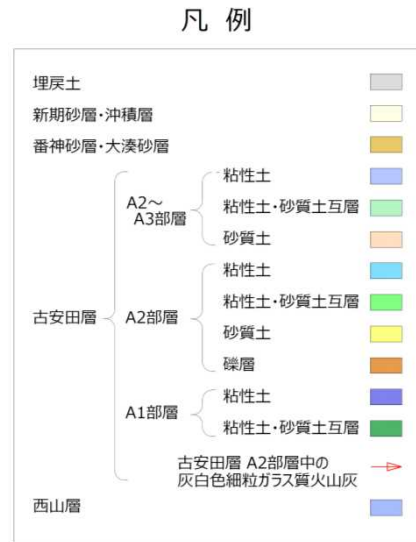 凡 例
埋戻土
新期砂層・沖積層
番神砂層・大湊砂層
古安田層
A2～
A3部層
粘性土
粘性土・砂質土互層
砂質土
A2部層
粘性土
粘性土・砂質土互層
砂質土
礫層
A1部層
粘性土
粘性土・砂質土互層
古安田層 A2部層中の
灰白色細粒ガラス質火山灰
西山層